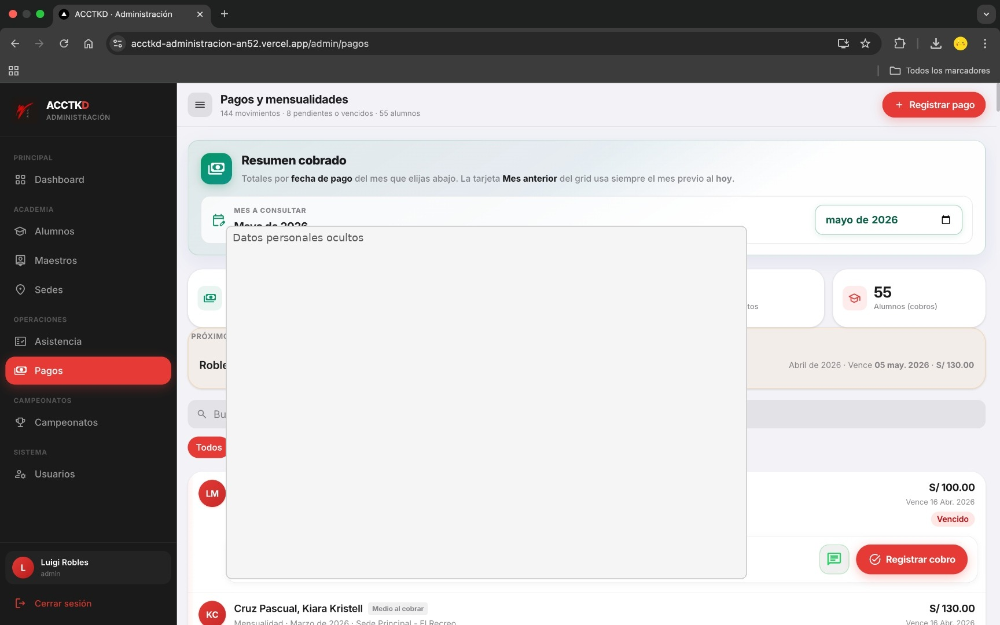 ACCTKD · Administración
acctkd-administracion-an52.vercel.app/admin/pagos
Todos los marcadores
ACCTKD
ADMINISTRACIÓN
PRINCIPAL
Dashboard
ACADEMIA
Alumnos
Maestros
Sedes
OPERACIONES
Asistencia
Pagos
CAMPEONATOS
Campeonatos
SISTEMA
Usuarios
L
Luigi Robles
admin
Cerrar sesión
Pagos y mensualidades
144 movimientos · 8 pendientes o vencidos · 55 alumnos
+ Registrar pago
Resumen cobrado
Totales por fecha de pago del mes que elijas abajo. La tarjeta Mes anterior del grid usa siempre el mes previo al hoy.
MES A CONSULTAR
Mayo de 2026
mayo de 2026
Datos personales ocultos
tos
55
Alumnos (cobros)
Abril de 2026 · Vence 05 may. 2026 · S/ 130.00
Todos
LM
S/ 100.00
Vence 16 Abr. 2026
Vencido
Registrar cobro
KC
Cruz Pascual, Kiara Kristell
Medio al cobrar
S/ 130.00
Mensualidad · Marzo de 2026 · Sede Principal - El Recreo
Vence 16 Abr. 2026